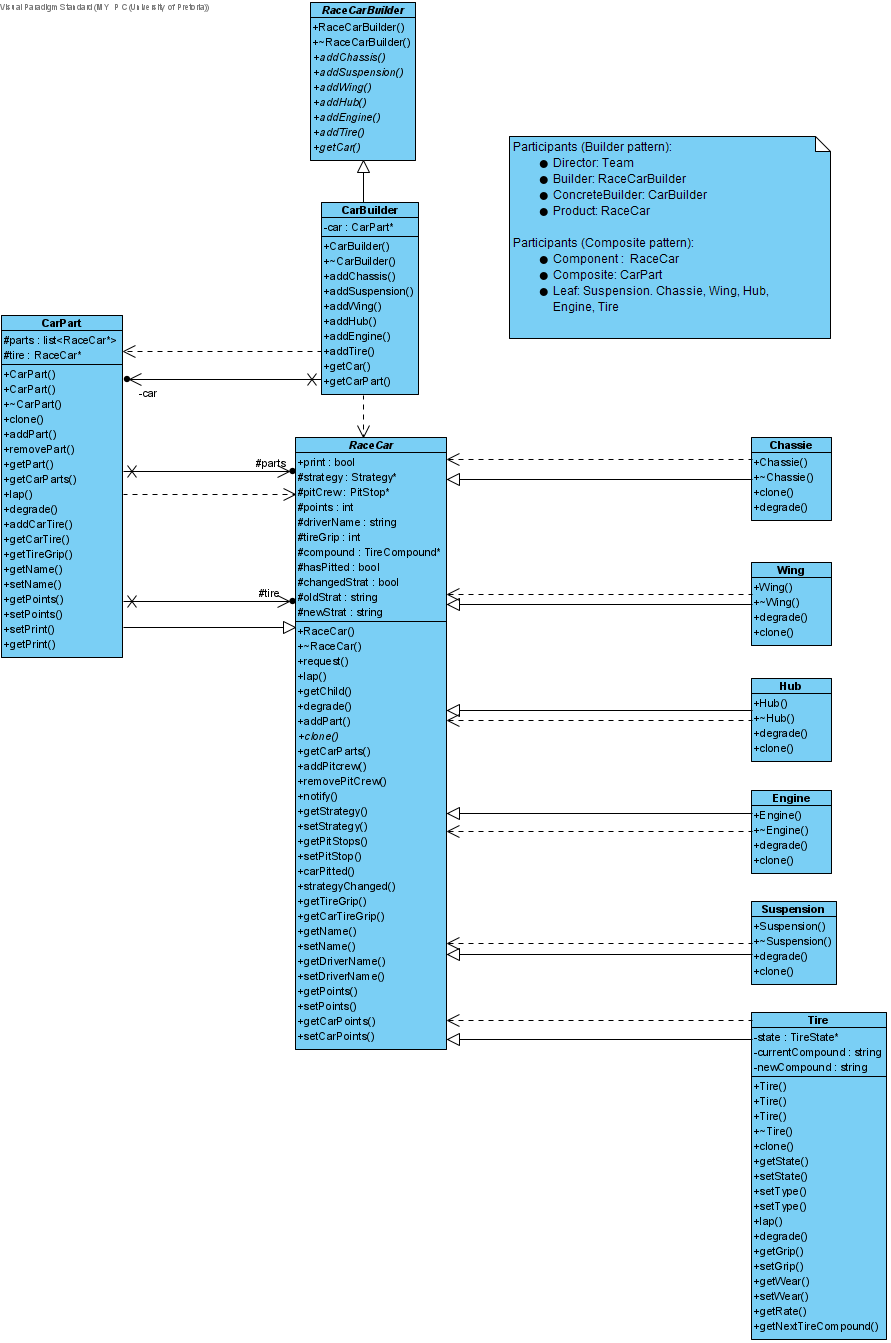 Visual Paradigm Standard (MY P C (University of Pretoria))
RaceCarBuilder
+RaceCarBuilder()
+~RaceCarBuilder()
+addChassis()
+addSuspension()
+addWing()
+addHub()
+addEngine()
+addTire()
+getCar()
Participants (Builder pattern):
● Director: Team
● Builder: RaceCarBuilder
● ConcreteBuilder: CarBuilder
● Product: RaceCar
Participants (Composite pattern):
● Component : RaceCar
● Composite: CarPart
● Leaf: Suspension. Chassie, Wing, Hub,
Engine, Tire
CarBuilder
-car : CarPart*
+CarBuilder()
+~CarBuilder()
+addChassis()
+addSuspension()
+addWing()
+addHub()
+addEngine()
+addTire()
+getCar()
+getCarPart()
CarPart
#parts : list<RaceCar*>
#tire : RaceCar*
+CarPart()
+CarPart()
+~CarPart()
+clone()
+addPart()
+removePart()
+getPart()
+getCarParts()
+lap()
+degrade()
+addCarTire()
+getCarTire()
+getTireGrip()
+getName()
+setName()
+getPoints()
+setPoints()
+setPrint()
+getPrint()
-car
#parts
#tire
RaceCar
+print : bool
#strategy : Strategy*
#pitCrew : PitStop*
#points : int
#driverName : string
#tireGrip : int
#compound : TireCompound*
#hasPitted : bool
#changedStrat : bool
#oldStrat : string
#newStrat : string
+RaceCar()
+~RaceCar()
+request()
+lap()
+getChild()
+degrade()
+addPart()
+clone()
+getCarParts()
+addPitcrew()
+removePitCrew()
+notify()
+getStrategy()
+setStrategy()
+getPitStops()
+setPitStop()
+carPitted()
+strategyChanged()
+getTireGrip()
+getCarTireGrip()
+getName()
+setName()
+getDriverName()
+setDriverName()
+getPoints()
+setPoints()
+getCarPoints()
+setCarPoints()
Chassie
+Chassie()
+~Chassie()
+clone()
+degrade()
Wing
+Wing()
+~Wing()
+degrade()
+clone()
Hub
+Hub()
+~Hub()
+degrade()
+clone()
Engine
+Engine()
+~Engine()
+degrade()
+clone()
Suspension
+Suspension()
+~Suspension()
+degrade()
+clone()
Tire
-state : TireState*
-currentCompound : string
-newCompound : string
+Tire()
+Tire()
+Tire()
+~Tire()
+clone()
+getState()
+setState()
+setType()
+setType()
+lap()
+degrade()
+getGrip()
+setGrip()
+getWear()
+setWear()
+getRate()
+getNextTireCompound()